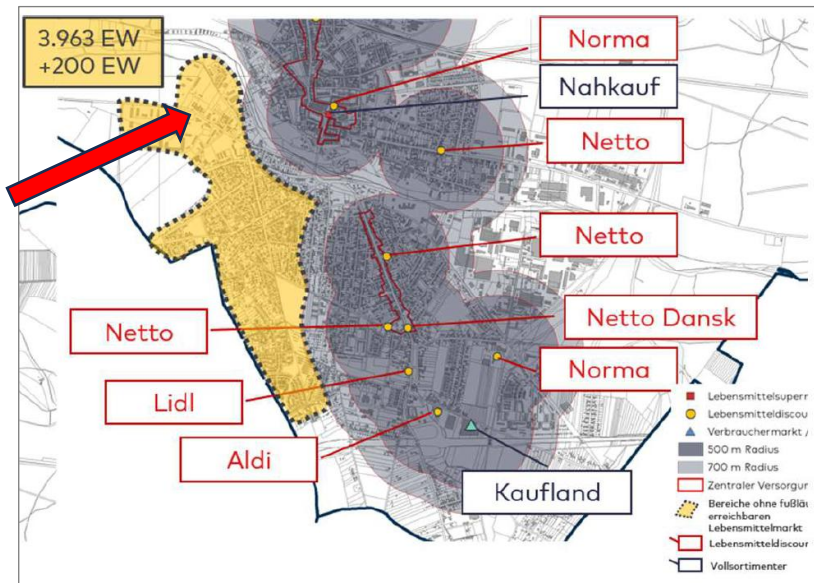 3.963 EW
+200 EW
Norma
Nahkauf
Netto
Netto
Netto
Netto Dansk
Norma
Lidl
Aldi
Kaufland
Lebensmittelsuperm
Lebensmitteldiscou
Verbrauchermarkt /
500 m Radius
700 m Radius
Zentraler Versorgun
Bereiche ohne fußläu
erreichbaren
Lebensmittelmarkt
Lebensmitteldiscour
Vollsortimenter